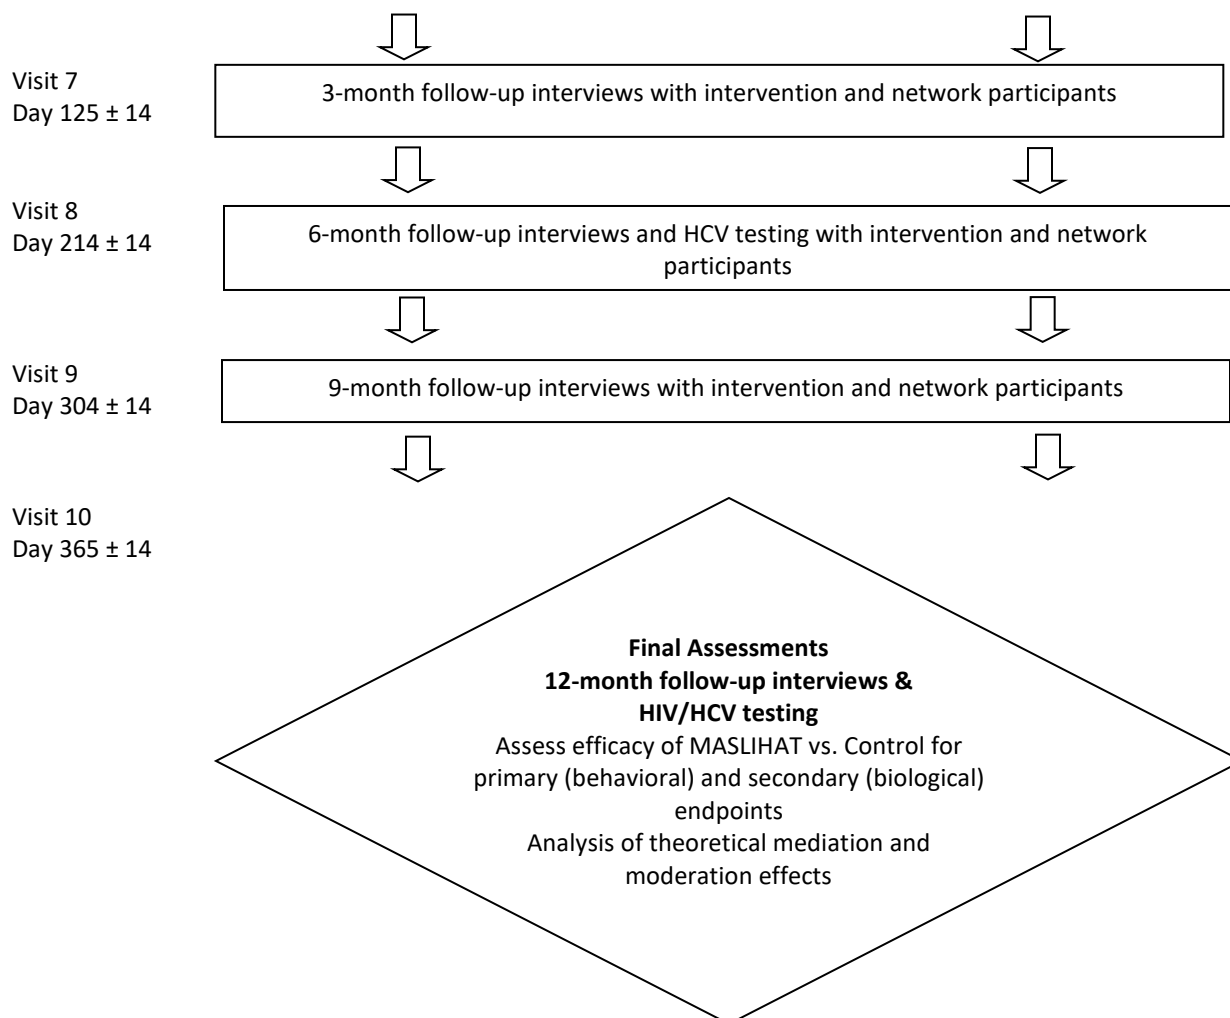 Visit 7
Day 125 ± 14
3-month follow-up interviews with intervention and network participants
Visit 8
Day 214 ± 14
6-month follow-up interviews and HCV testing with intervention and network
participants
Visit 9
Day 304 ± 14
9-month follow-up interviews with intervention and network participants
Visit 10
Day 365 ± 14
Final Assessments
12-month follow-up interviews &
HIV/HCV testing
Assess efficacy of MASLIHAT vs. Control for
primary (behavioral) and secondary (biological)
endpoints
Analysis of theoretical mediation and
moderation effects